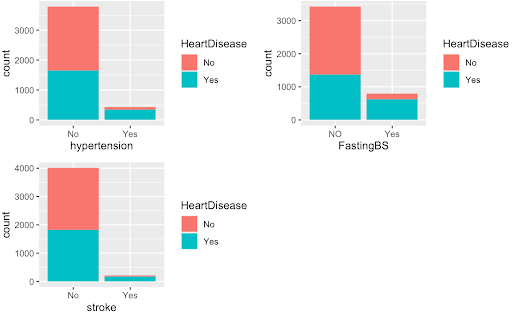 count
3000
2000
1000
0
No
Yes
hypertension
HeartDisease
No
Yes
count
3000
2000
1000
0
NO
Yes
FastingBS
HeartDisease
No
Yes
count
4000
3000
2000
1000
0
No
Yes
stroke
HeartDisease
No
Yes